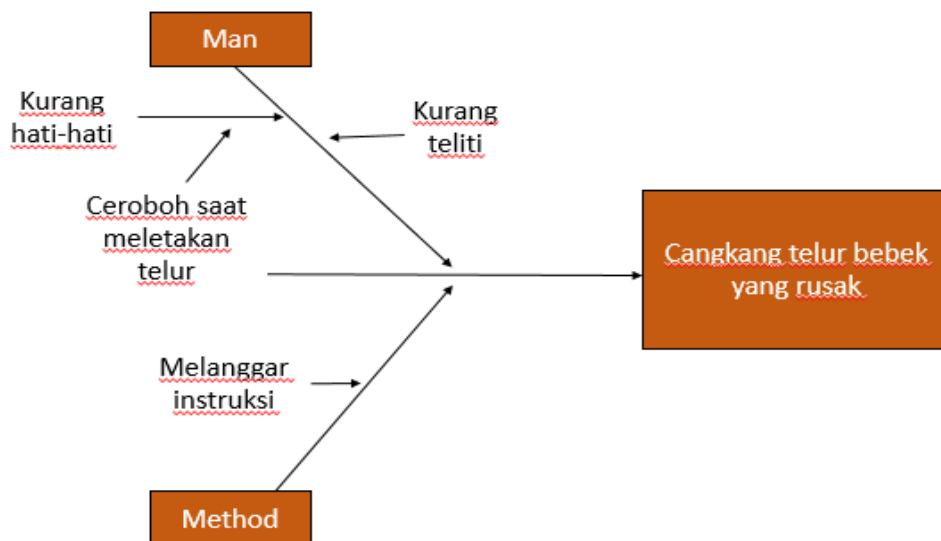 Man
Kurang
hati-hati
Kurang
teliti
Ceroboh saat
meletakan
telur
Cangkang telur bebek
yang rusak
Melanggar
instruksi
Method